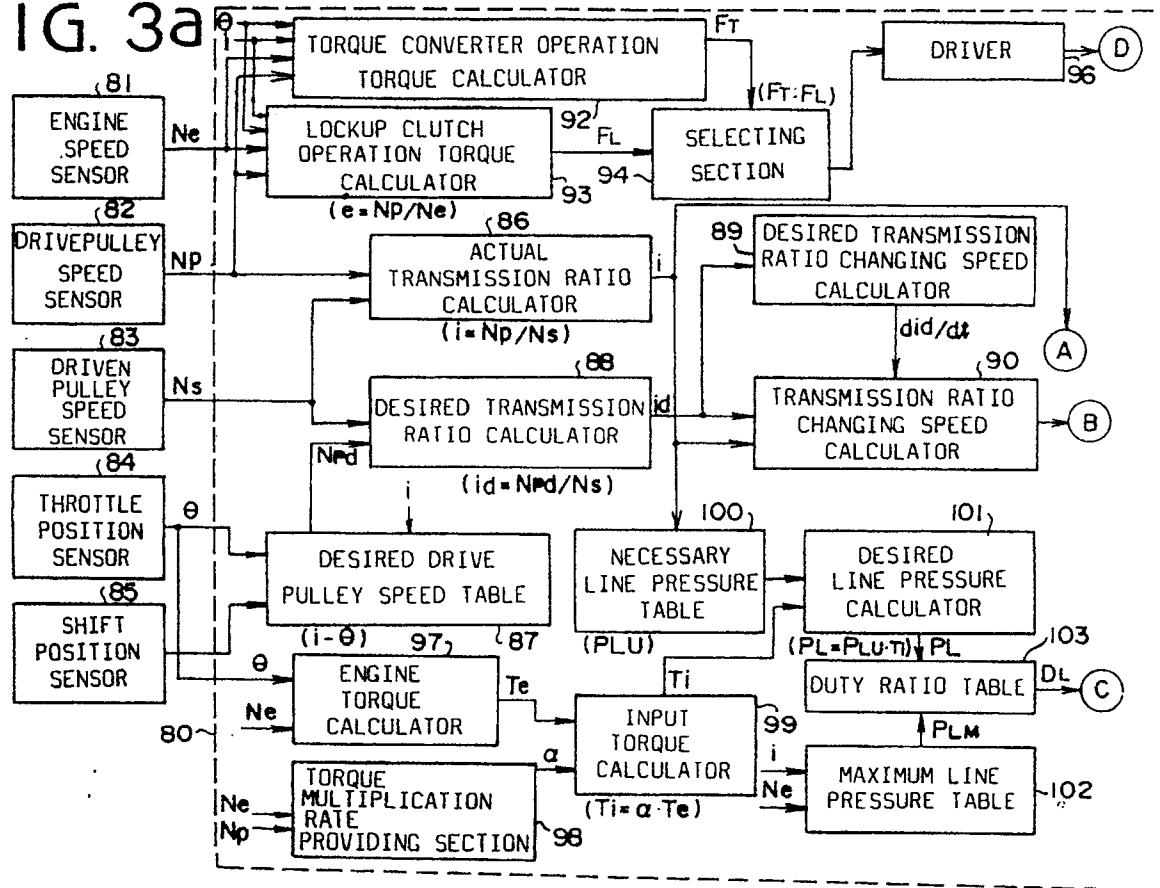 IG. 3a
81
ENGINE
SPEED
SENSOR
Ne
82
DRIVEPULLEY
SPEED
SENSOR
Np
83
DRIVEN
PULLEY
SPEED
SENSOR
Ns
84
THROTTLE
POSITION
SENSOR
θ
85
SHIFT
POSITION
SENSOR
80
θ
i
TORQUE CONVERTER OPERATION
TORQUE CALCULATOR
92
FT
LOCKUP CLUTCH
OPERATION TORQUE
CALCULATOR
93
(e=Np/Ne)
FL
(FT:FL)
SELECTING
SECTION
94
DRIVER
96
D
86
ACTUAL
TRANSMISSION RATIO
CALCULATOR
(i=Np/Ns)
i
89
DESIRED TRANSMISSION
RATIO CHANGING SPEED
CALCULATOR
did/dt
A
88
DESIRED TRANSMISSION
RATIO CALCULATOR
(id=NPd/Ns)
id
90
TRANSMISSION RATIO
CHANGING SPEED
CALCULATOR
B
NPd
i
DESIRED DRIVE
PULLEY SPEED TABLE
(i-θ)
87
100
NECESSARY
LINE PRESSURE
TABLE
(PLU)
101
DESIRED
LINE PRESSURE
CALCULATOR
(PL=PLU·Ti)
PL
97
θ
Ne
ENGINE
TORQUE
CALCULATOR
Te
Ti
INPUT
TORQUE
CALCULATOR
99
(Ti=α·Te)
103
DUTY RATIO TABLE
DL
C
PLM
Ne
Np
TORQUE
MULTIPLICATION
RATE
PROVIDING SECTION
98
α
i
Ne
MAXIMUM LINE
PRESSURE TABLE
102